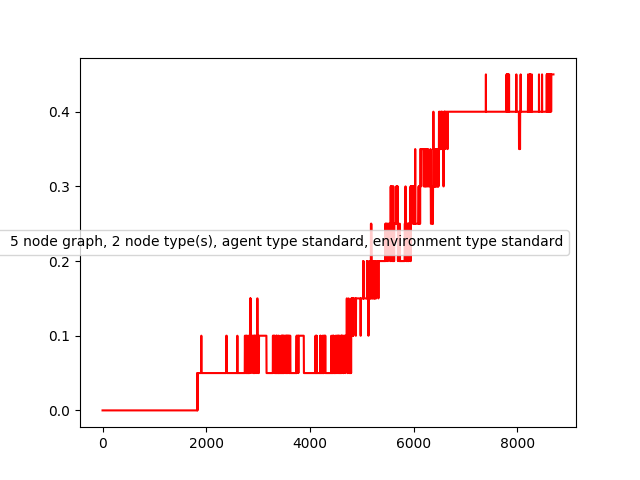 0.4
0.3
5 node graph, 2 node type(s), agent type standard, environment type standard
0.2
0.1
0.0
0 2000 4000 6000 8000